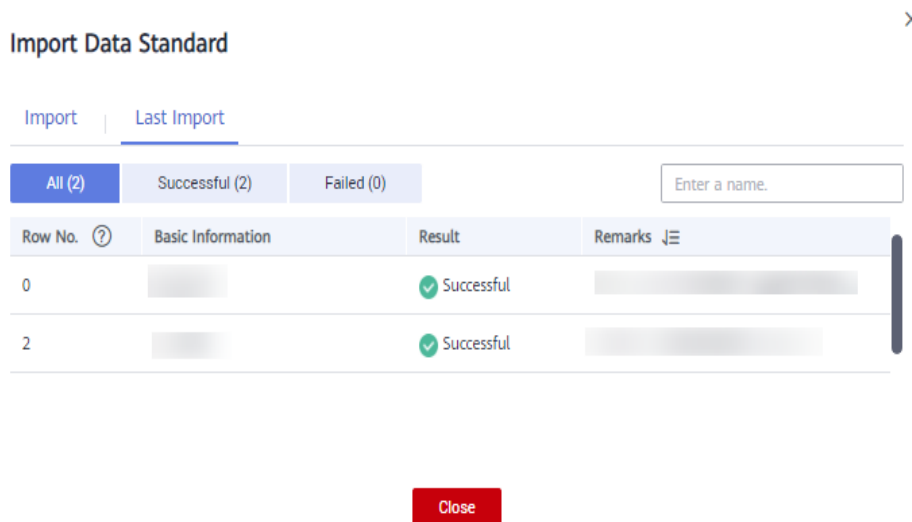 Import Data Standard
Import Last Import
All (2) Successful (2) Failed (0) Enter a name.
Row No. ? Basic Information Result Remarks
0 Successful
2 Successful
Close